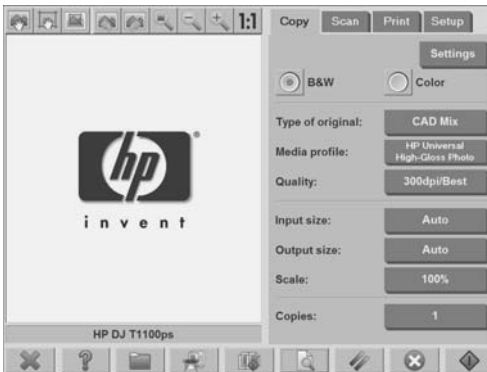 1:1
Copy Scan Print Setup
Settings
B&W Color
Type of original: CAD Mix
Media profile: HP Universal
High-Gloss Photo
Quality: 300dpi/Best
Input size: Auto
Output size: Auto
Scale: 100%
Copies: 1
hp ®
invent
HP DJ T1100ps
?